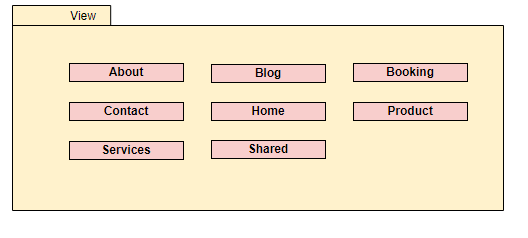 View
About
Blog
Booking
Contact
Home
Product
Services
Shared